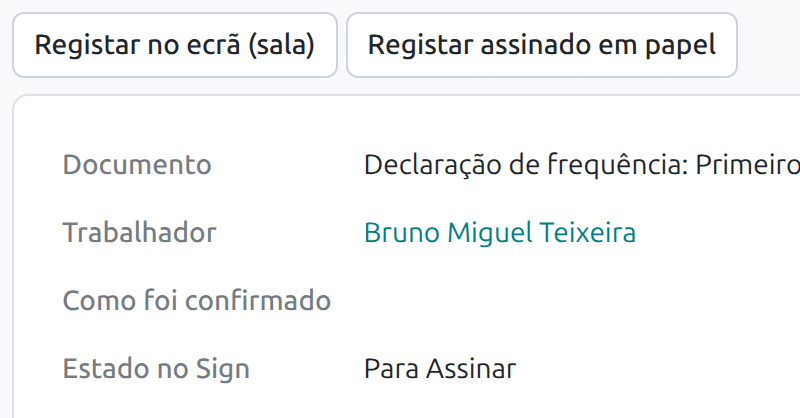 Registar no ecrã (sala)
Registar assinado em papel
Documento
Declaração de frequência: Primeiro
Trabalhador
Bruno Miguel Teixeira
Como foi confirmado
Estado no Sign
Para Assinar